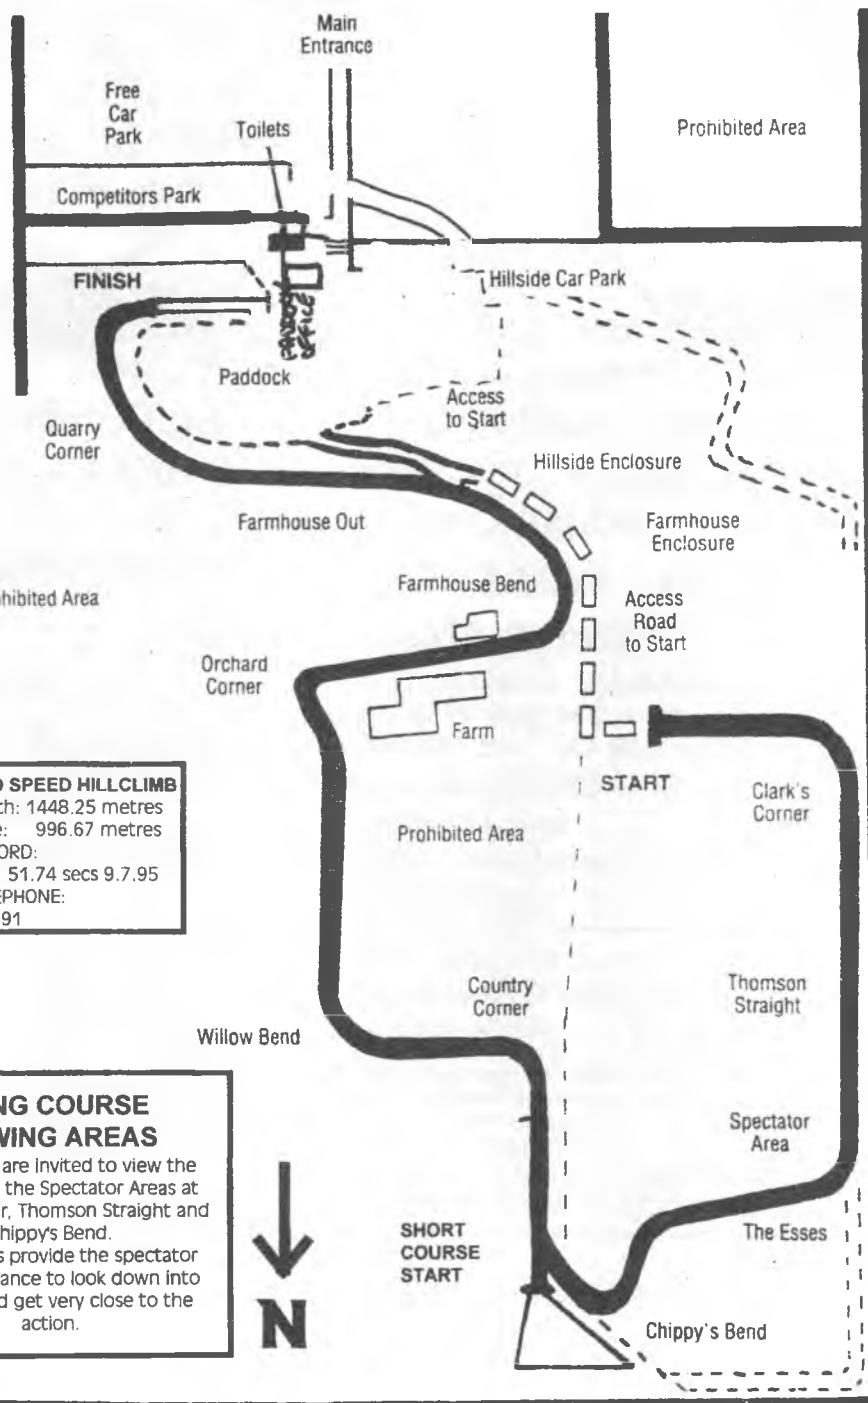 Main
Entrance
Free
Car
Park
Toilets
Prohibited Area
Competitors Park
FINISH
Hillside Car Park
PADDOCK
OFFICE
Paddock
Access
to Start
Quarry
Corner
Hillside Enclosure
Farmhouse Out
Farmhouse
Enclosure
hibited Area
Farmhouse Bend
Access
Road
to Start
Orchard
Corner
Farm
START
D SPEED HILLCLIMB
th: 1448.25 metres
e: 996.67 metres
ORD:
51.74 secs 9.7.95
EPHONE:
91
Clark's
Corner
Prohibited Area
Country
Corner
Thomson
Straight
Willow Bend
NG COURSE
WING AREAS
are invited to view the
the Spectator Areas at
r, Thomson Straight and
hippy's Bend.
s provide the spectator
ance to look down into
d get very close to the
action.
Spectator
Area
SHORT
COURSE
START
The Esses
N
Chippy's Bend